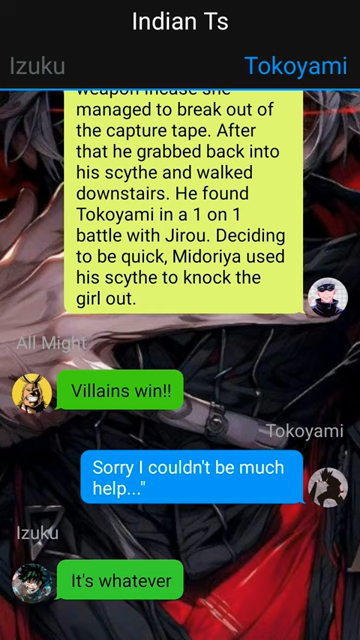 Indian Ts
Izuku Tokoyami
weapon incase she
managed to break out of
the capture tape. After
that he grabbed back into
his scythe and walked
downstairs. He found
Tokoyami in a 1 on 1
battle with Jirou. Deciding
to be quick, Midoriya used
his scythe to knock the
girl out.
All Might
Villains win!!
Tokoyami
Sorry I couldn't be much
help..."
Izuku
It's whatever